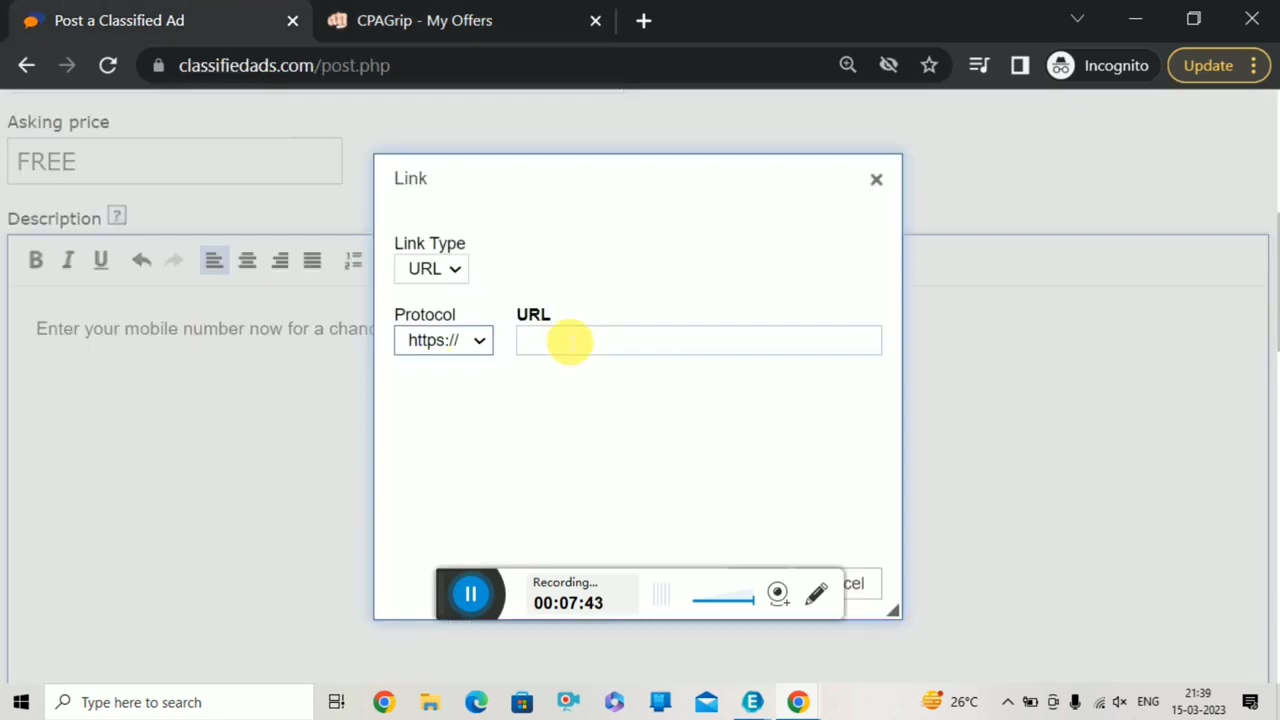 Post a Classified Ad
CPAGrip - My Offers
classifiedads.com/post.php
Incognito
Update
Asking price
FREE
Description ?
B I U
Enter your mobile number now for a chanc
Link
Link Type
URL
Protocol
URL
https://
cel
Recording...
00:07:43
Type here to search
26°C
ENG
21:39
15-03-2023